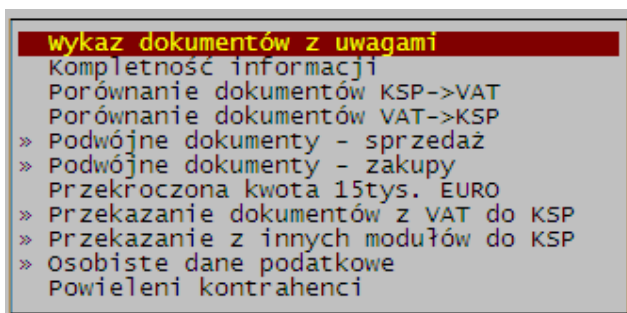 Wykaz dokumentów z uwagami
Kompletność informacji
Porównanie dokumentów KSP->VAT
Porównanie dokumentów VAT->KSP
» Podwójne dokumenty - sprzedaż
» Podwójne dokumenty - zakupy
Przekroczona kwota 15tys. EURO
» Przekazanie dokumentów z VAT do KSP
» Przekazanie z innych modułów do KSP
» Osobiste dane podatkowe
Powieleni kontrahenci